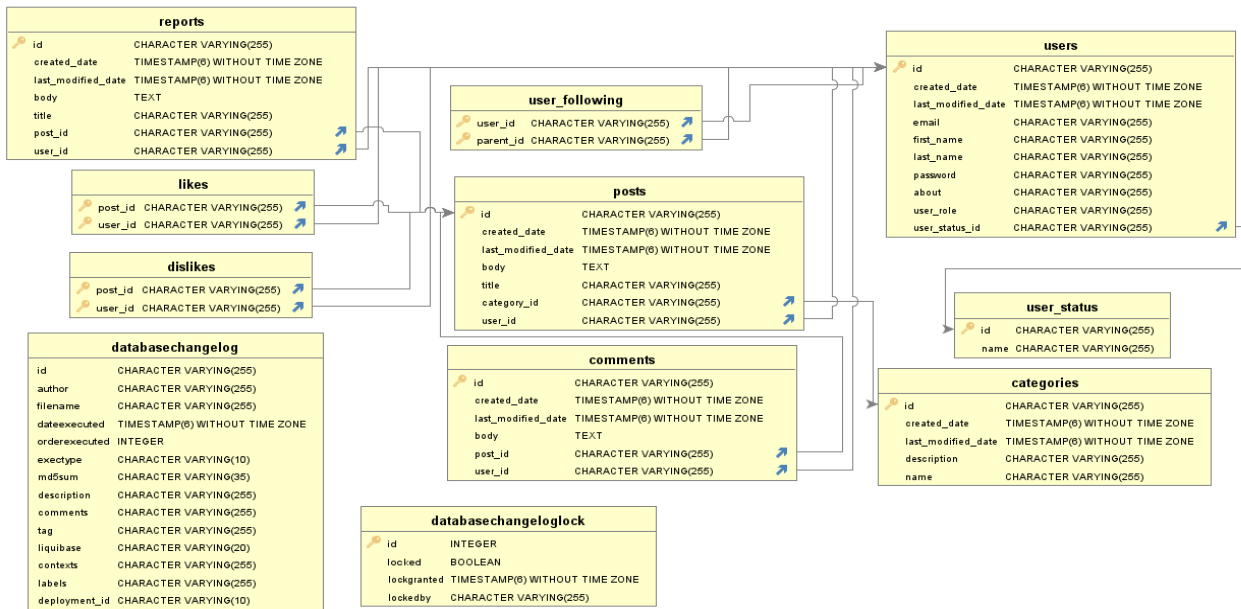 reports
id CHARACTER VARYING(255)
created_date TIMESTAMP(6) WITHOUT TIME ZONE
last_modified_date TIMESTAMP(6) WITHOUT TIME ZONE
body TEXT
title CHARACTER VARYING(255)
post_id CHARACTER VARYING(255)
user_id CHARACTER VARYING(255)
likes
post_id CHARACTER VARYING(255)
user_id CHARACTER VARYING(255)
dislikes
post_id CHARACTER VARYING(255)
user_id CHARACTER VARYING(255)
databasechangelog
id CHARACTER VARYING(255)
author CHARACTER VARYING(255)
filename CHARACTER VARYING(255)
dateexecuted TIMESTAMP(6) WITHOUT TIME ZONE
orderexecuted INTEGER
exectype CHARACTER VARYING(10)
md5sum CHARACTER VARYING(35)
description CHARACTER VARYING(255)
comments CHARACTER VARYING(255)
tag CHARACTER VARYING(255)
liquibase CHARACTER VARYING(20)
contexts CHARACTER VARYING(255)
labels CHARACTER VARYING(255)
deployment_id CHARACTER VARYING(10)
user_following
user_id CHARACTER VARYING(255)
parent_id CHARACTER VARYING(255)
posts
id CHARACTER VARYING(255)
created_date TIMESTAMP(6) WITHOUT TIME ZONE
last_modified_date TIMESTAMP(6) WITHOUT TIME ZONE
body TEXT
title CHARACTER VARYING(255)
category_id CHARACTER VARYING(255)
user_id CHARACTER VARYING(255)
comments
id CHARACTER VARYING(255)
created_date TIMESTAMP(6) WITHOUT TIME ZONE
last_modified_date TIMESTAMP(6) WITHOUT TIME ZONE
body TEXT
post_id CHARACTER VARYING(255)
user_id CHARACTER VARYING(255)
databasechangeloglock
id INTEGER
locked BOOLEAN
lockgranted TIMESTAMP(6) WITHOUT TIME ZONE
lockedby CHARACTER VARYING(255)
users
id CHARACTER VARYING(255)
created_date TIMESTAMP(6) WITHOUT TIME ZONE
last_modified_date TIMESTAMP(6) WITHOUT TIME ZONE
email CHARACTER VARYING(255)
first_name CHARACTER VARYING(255)
last_name CHARACTER VARYING(255)
password CHARACTER VARYING(255)
about CHARACTER VARYING(255)
user_role CHARACTER VARYING(255)
user_status_id CHARACTER VARYING(255)
user_status
id CHARACTER VARYING(255)
name CHARACTER VARYING(255)
categories
id CHARACTER VARYING(255)
created_date TIMESTAMP(6) WITHOUT TIME ZONE
last_modified_date TIMESTAMP(6) WITHOUT TIME ZONE
description CHARACTER VARYING(255)
name CHARACTER VARYING(255)